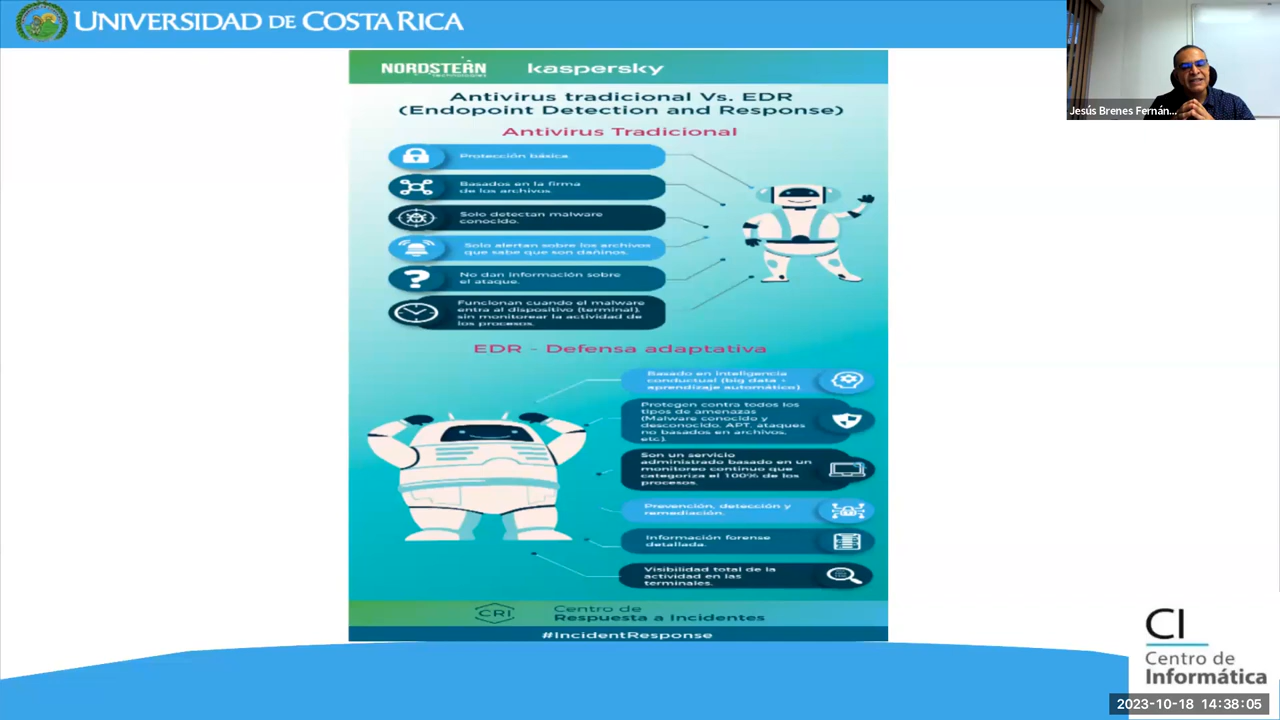 UNIVERSIDAD DE COSTA RICA
Jesús Brenes Fernán...
NORDSTERN
technologies
kaspersky
Antivirus tradicional Vs. EDR
(Endopoint Detection and Response)
Antivirus Tradicional
Protección básica.
Basados en la firma
de los archivos.
Solo detectan malware
conocido.
Solo alertan sobre los archivos
que sabe que son dañinos.
No dan información sobre
el ataque.
Funcionan cuando el malware
entra al dispositivo (terminal),
sin monitorear la actividad de
los procesos.
EDR - Defensa adaptativa
Basado en inteligencia
conductual (big data +
aprendizaje automático).
Protegen contra todos los
tipos de amenazas
(Malware conocido y
desconocido, APT, ataques
no basados en archivos,
etc).
Son un servicio
administrado basado en un
monitoreo continuo que
categoriza el 100% de los
procesos.
Prevención, detección y
remediación.
Información forense
detallada.
Visibilidad total de la
actividad en las
terminales.
CRI
Centro de
Respuesta a Incidentes
#IncidentResponse
CI
Centro de
Informática
2023-10-18 14:38:05